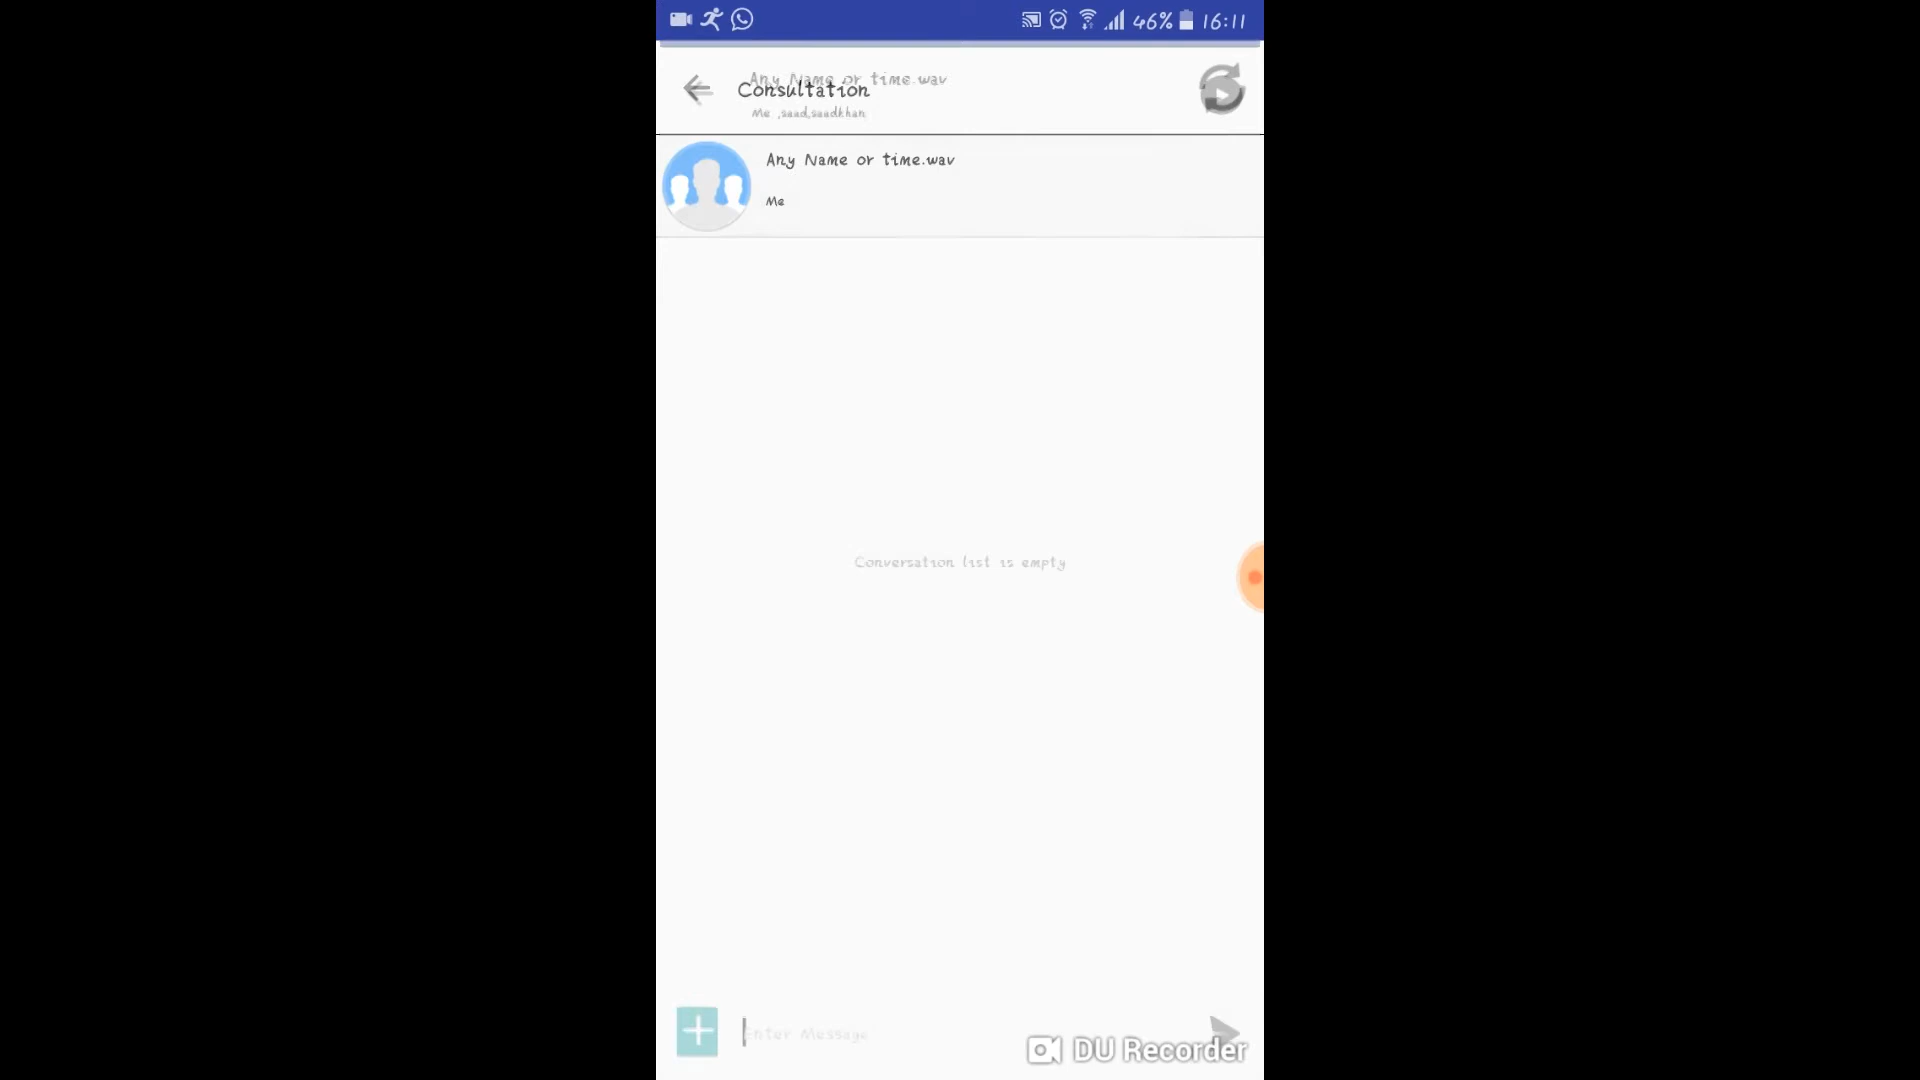 46% 16:11
Any Name or time.wav
Consultation
Me ,saad,saadkhan
Any Name or time.wav
Me
Conversation list is empty
Enter Message
DU Recorder